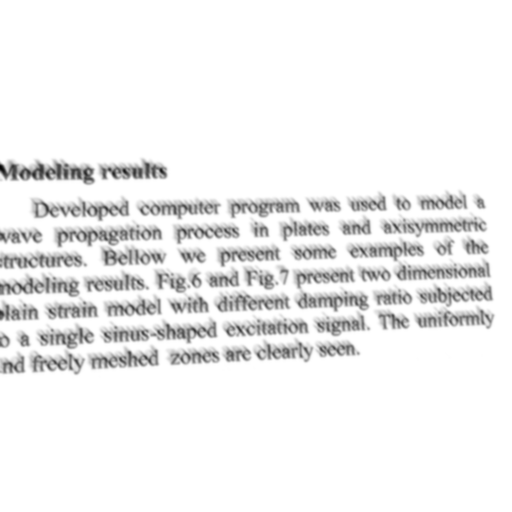 Modeling results
Developed computer program was used to model a
wave propagation process in plates and axisymmetric
structures. Bellow we present some examples of the
modeling results. Fig.6 and Fig.7 present two dimensional
plain strain model with different damping ratio subjected
to a single sinus-shaped excitation signal. The uniformly
and freely meshed zones are clearly seen.